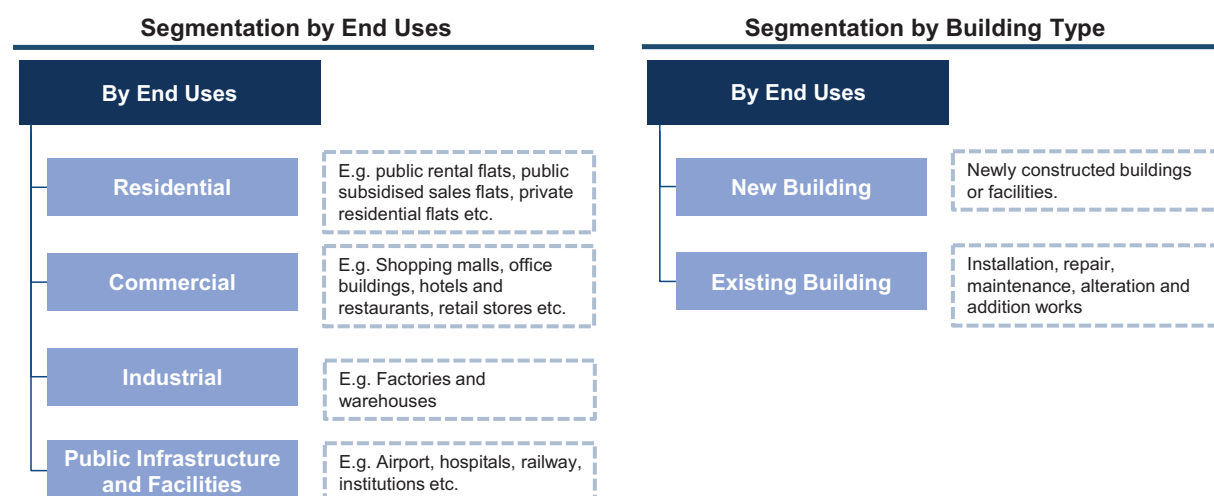 Segmentation by End Uses
By End Uses
Residential
E.g. public rental flats, public
subsidised sales flats, private
residential flats etc.
Commercial
E.g. Shopping malls, office
buildings, hotels and
restaurants, retail stores etc.
Industrial
E.g. Factories and
warehouses
Public Infrastructure
and Facilities
E.g. Airport, hospitals, railway,
institutions etc.
Segmentation by Building Type
By End Uses
New Building
Newly constructed buildings
or facilities.
Existing Building
Installation, repair,
maintenance, alteration and
addition works